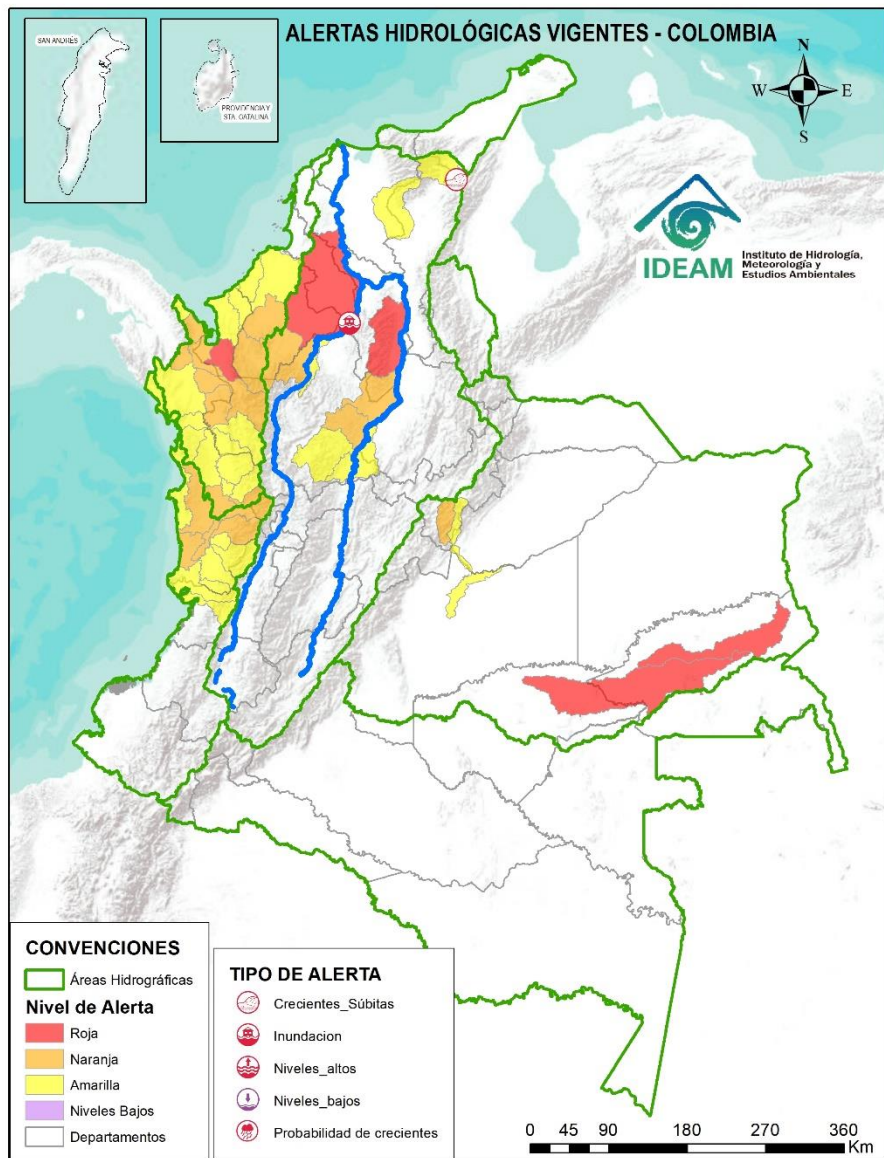 ALERTAS HIDROLÓGICAS VIGENTES - COLOMBIA
SAN ANDRÉS
PROVIDENCIA Y
STA. CATALINA
N
W E
S
IDEAM
Instituto de Hidrología,
Meteorología y
Estudios Ambientales
CONVENCIONES
Áreas Hidrográficas
Nivel de Alerta
Roja
Naranja
Amarilla
Niveles Bajos
Departamentos
TIPO DE ALERTA
Crecientes_Súbitas
Inundacion
Niveles_altos
Niveles_bajos
Probabilidad de crecientes
0 45 90 180 270 360
Km